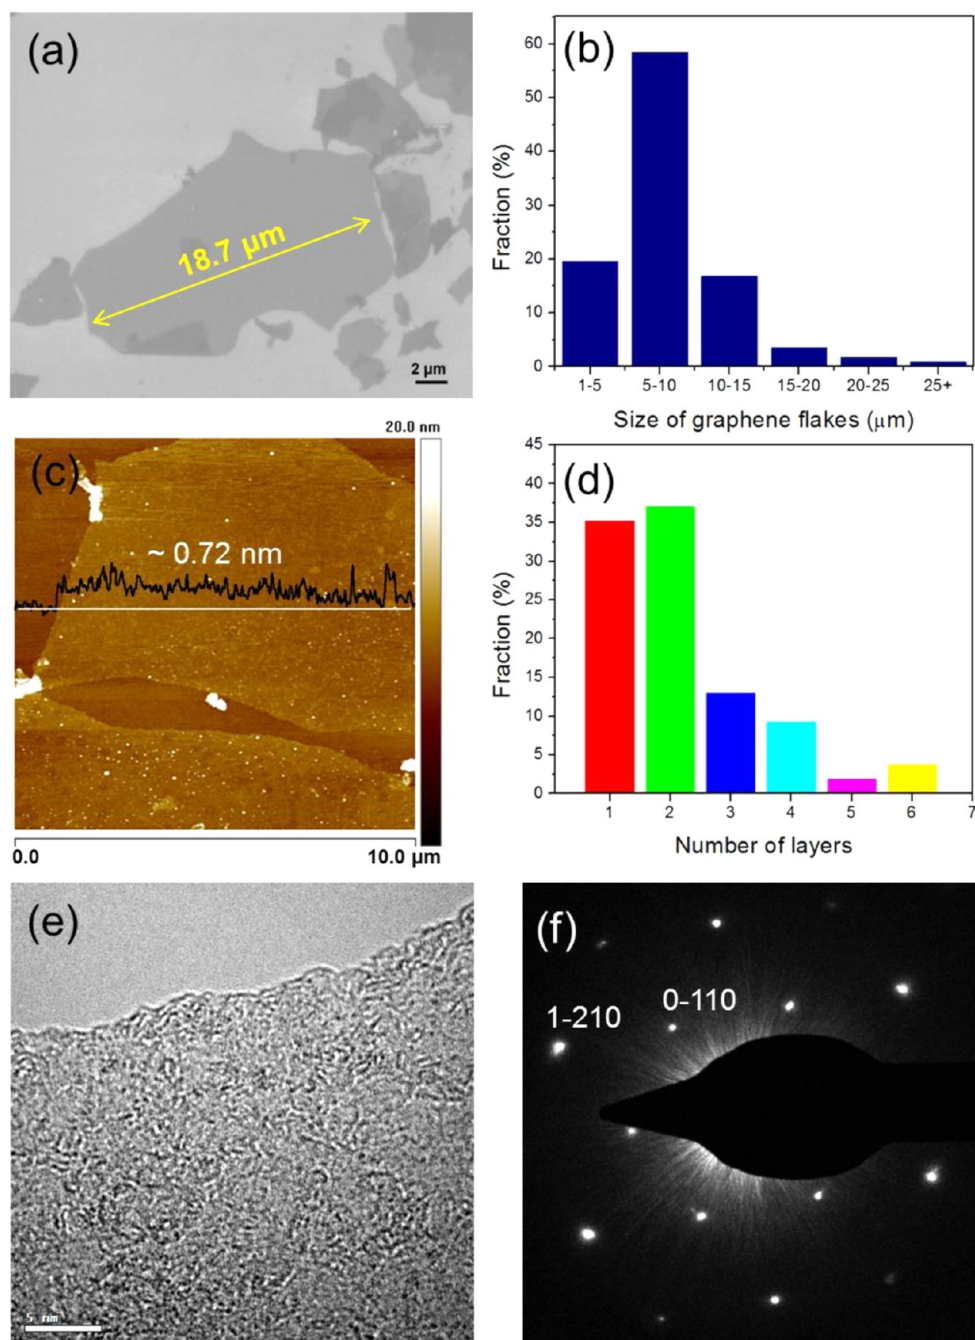 (a)
18.7 µm
2 µm
(b)
Fraction (%)
60
50
40
30
20
10
0
1-5 5-10 10-15 15-20 20-25 25+
Size of graphene flakes (µm)
(c)
20.0 nm
~ 0.72 nm
0.0 10.0 µm
(d)
Fraction (%)
45
40
35
30
25
20
15
10
5
0
1 2 3 4 5 6 7
Number of layers
(e)
5 nm
(f)
0-110
1-210